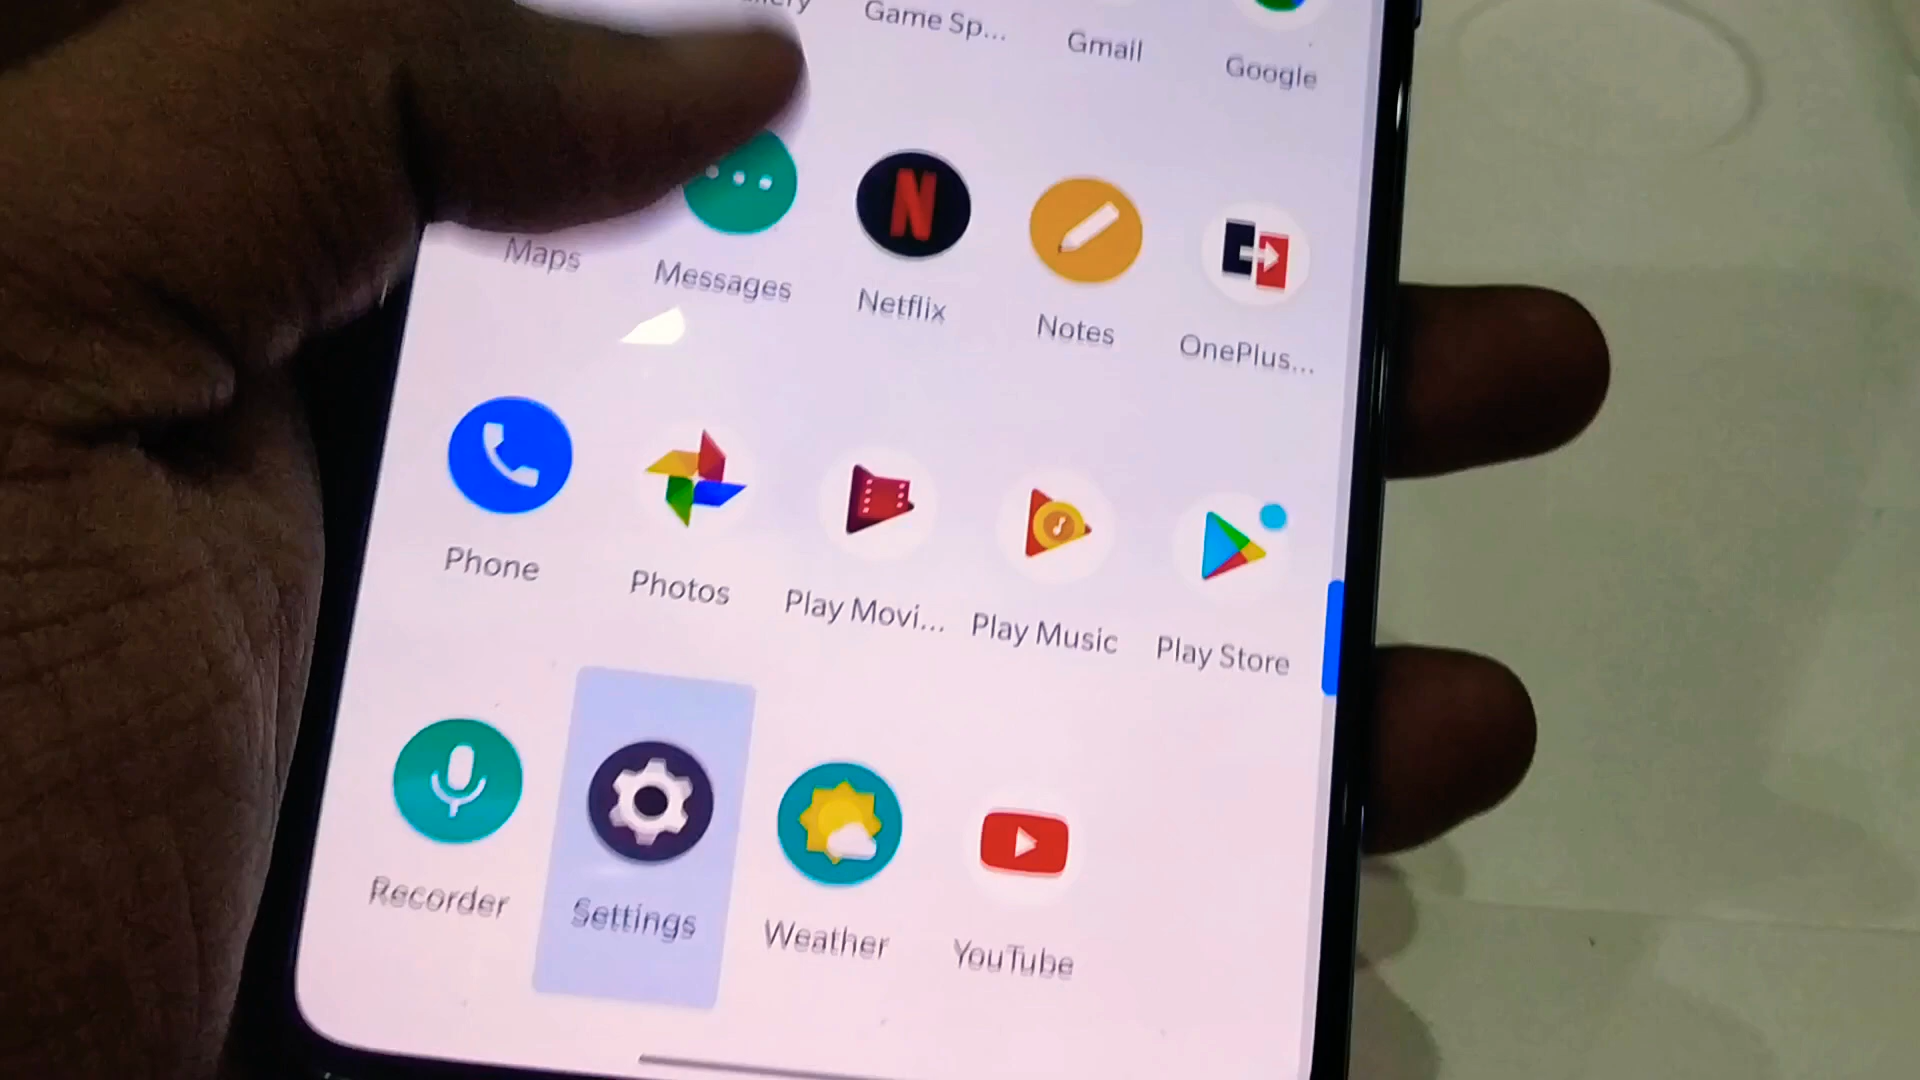 Game Sp...
Gmail
Google
Maps
Messages
Netflix
Notes
OnePlus...
Phone
Photos
Play Movi...
Play Music
Play Store
Recorder
Settings
Weather
YouTube